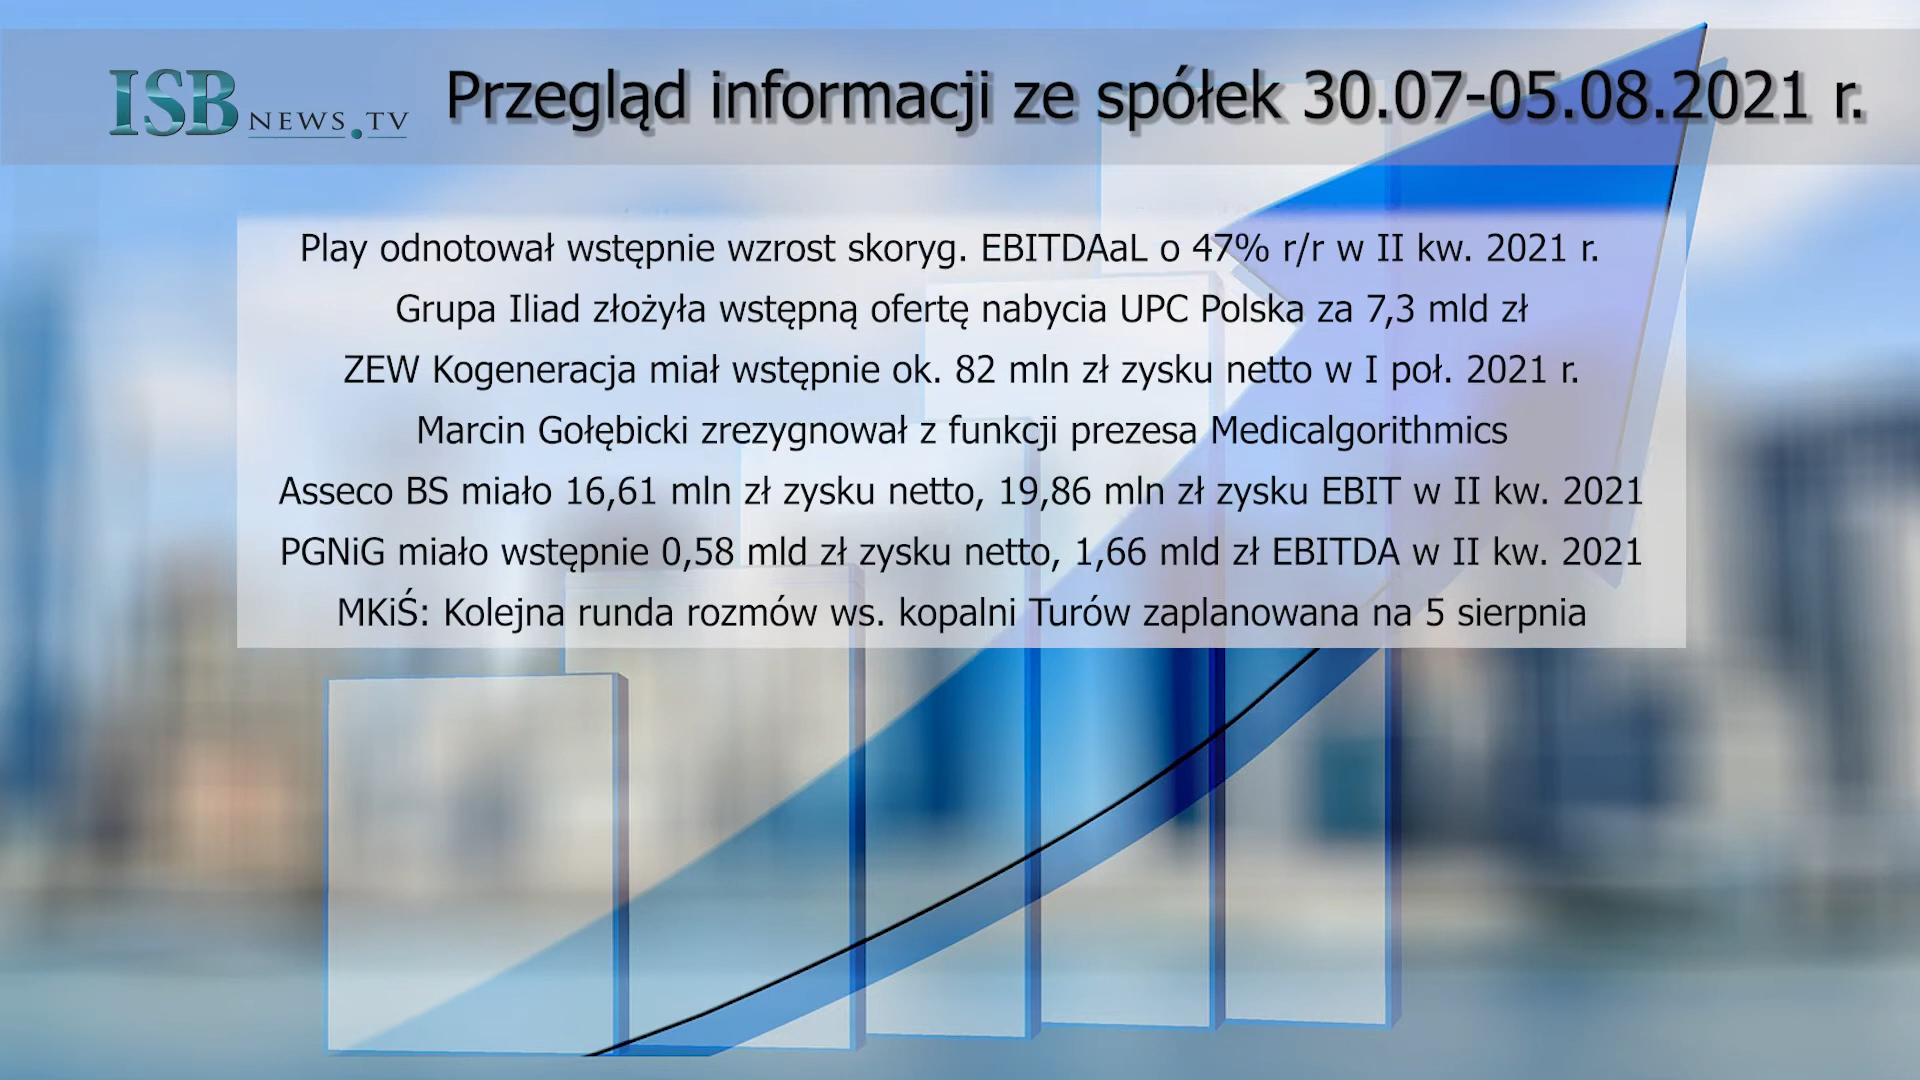 ISBNEWS.TV
Przegląd informacji ze spółek 30.07-05.08.2021 r.
Play odnotował wstępnie wzrost skoryg. EBITDAaL o 47% r/r w II kw. 2021 r.
Grupa Iliad złożyła wstępną ofertę nabycia UPC Polska za 7,3 mld zł
ZEW Kogeneracja miał wstępnie ok. 82 mln zł zysku netto w I poł. 2021 r.
Marcin Gołębicki zrezygnował z funkcji prezesa Medicalgorithmics
Asseco BS miało 16,61 mln zł zysku netto, 19,86 mln zł zysku EBIT w II kw. 2021
PGNiG miało wstępnie 0,58 mld zł zysku netto, 1,66 mld zł EBITDA w II kw. 2021
MKiŚ: Kolejna runda rozmów ws. kopalni Turów zaplanowana na 5 sierpnia